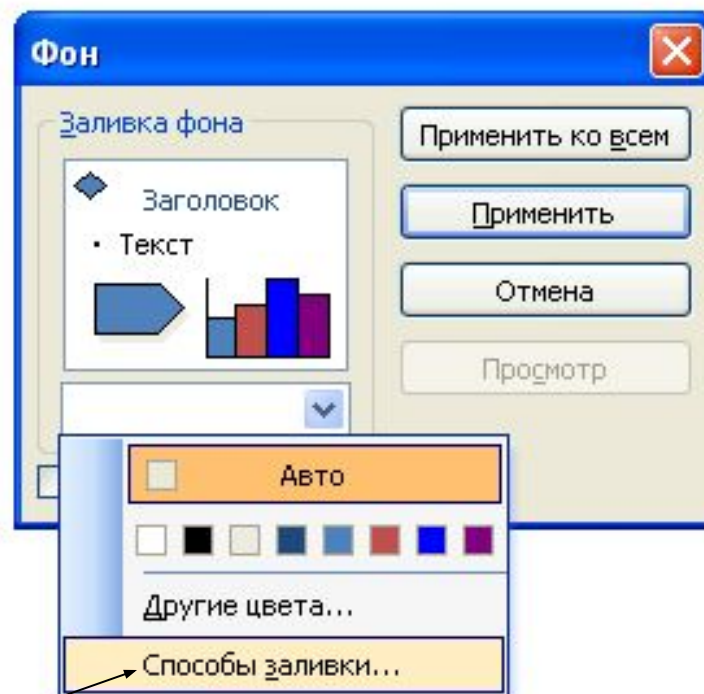 Фон
Заливка фона
Заголовок
· Текст
Применить ко всем
Применить
Отмена
Просмотр
Авто
Другие цвета...
Способы заливки...